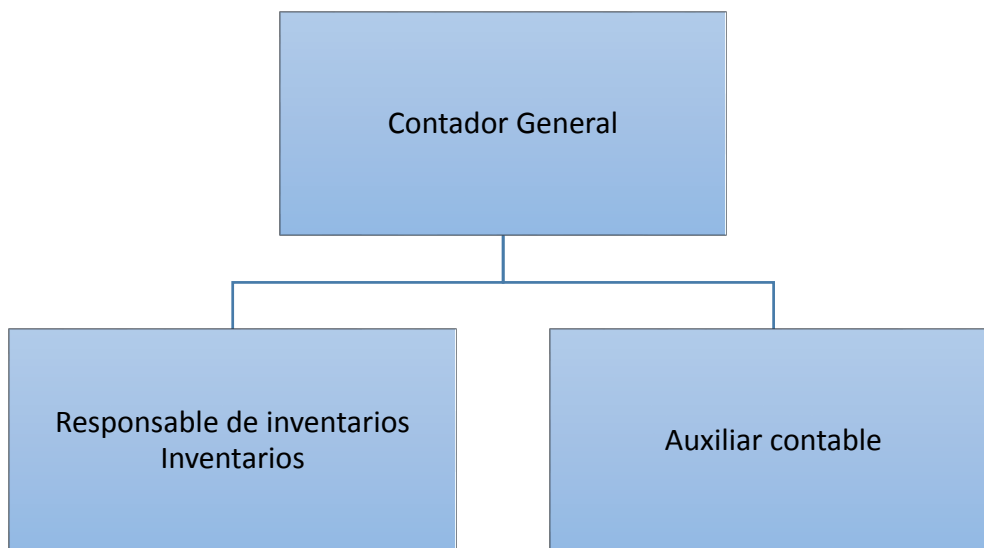 Contador General
Responsable de inventarios
Inventarios
Auxiliar contable